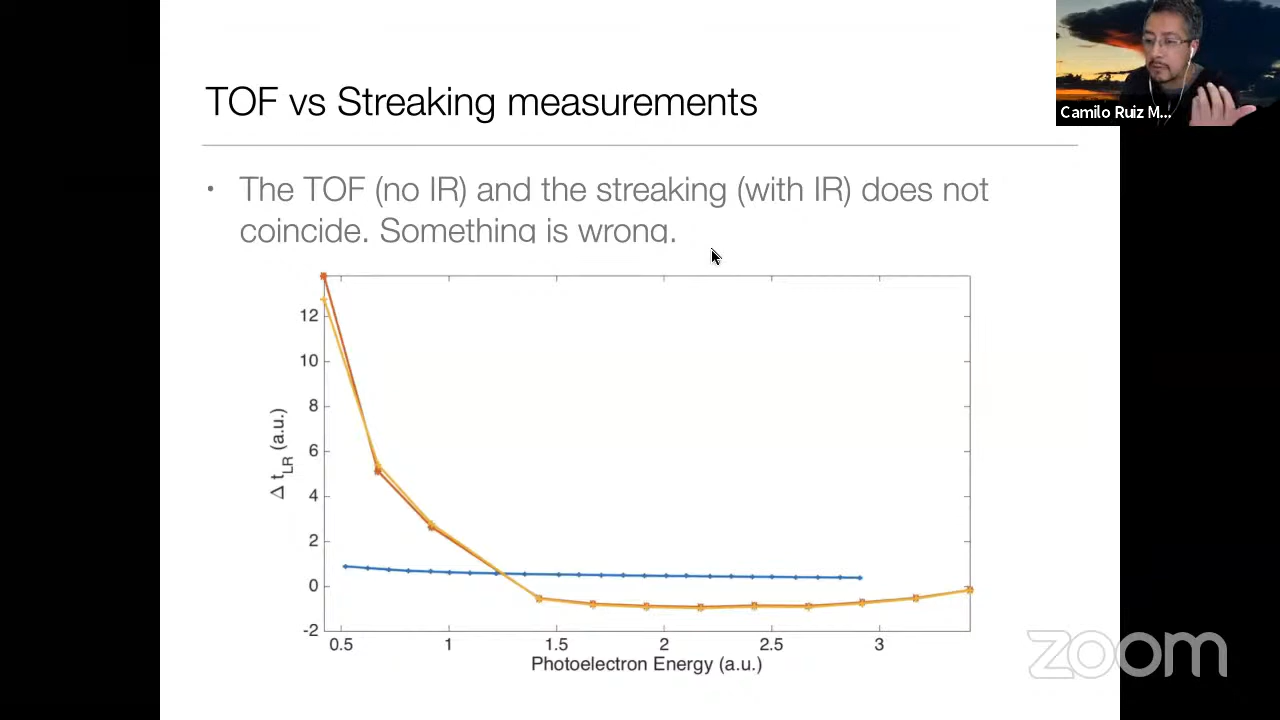 TOF vs Streaking measurements
Camilo Ruiz M...
• The TOF (no IR) and the streaking (with IR) does not
coincide. Something is wrong.
12
10
8
6
4
2
0
-2
Δ tLR (a.u.)
0.5 1 1.5 2 2.5 3
Photoelectron Energy (a.u.)
zoom